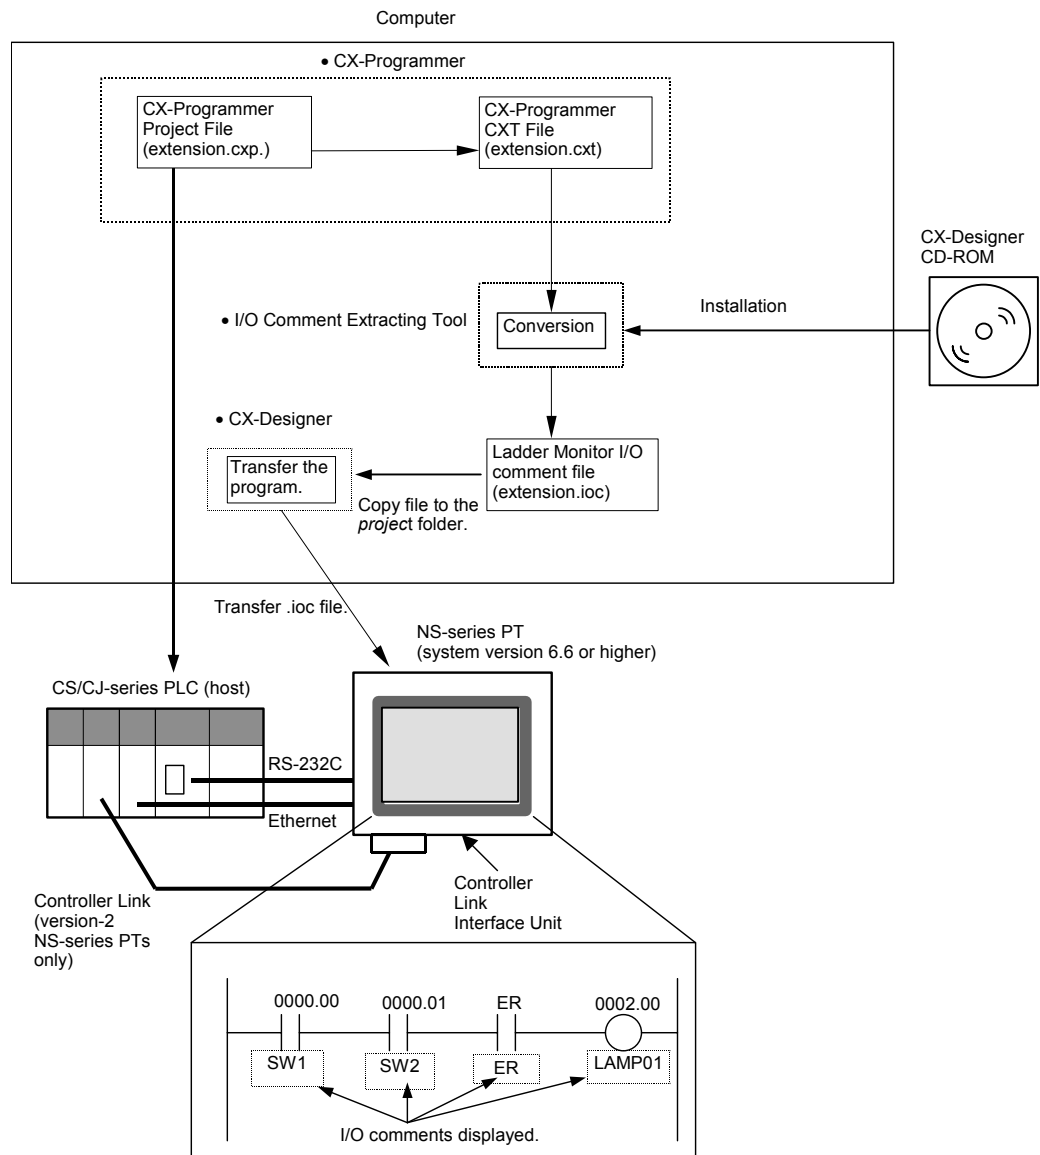 Computer
• CX-Programmer
CX-Programmer
Project File
(extension.cxp.)
CX-Programmer
CXT File
(extension.cxt)
CX-Designer
CD-ROM
Installation
• I/O Comment Extracting Tool
Conversion
• CX-Designer
Transfer the
program.
Ladder Monitor I/O
comment file
(extension.ioc)
Copy file to the
project folder.
Transfer .ioc file.
NS-series PT
(system version 6.6 or higher)
CS/CJ-series PLC (host)
RS-232C
Ethernet
Controller Link
(version-2
NS-series PTs
only)
Controller
Link
Interface Unit
0000.00
0000.01
ER
0002.00
SW1
SW2
ER
LAMP01
I/O comments displayed.